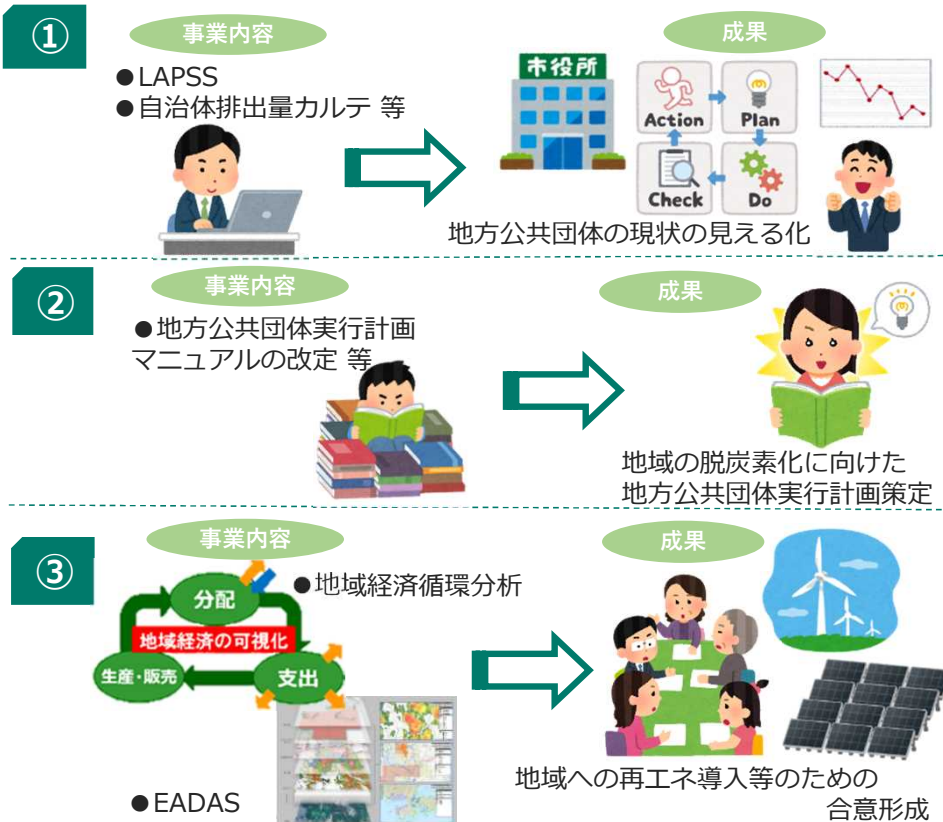 ①
事業内容
成果
●LAPSS
●自治体排出量カルテ 等
市役所
Action
Plan
Check
Do
地方公共団体の現状の見える化
②
事業内容
成果
●地方公共団体実行計画
マニュアルの改定 等
地域の脱炭素化に向けた
地方公共団体実行計画策定
③
事業内容
成果
分配
●地域経済循環分析
地域経済の可視化
生産・販売
支出
●EADAS
地域への再エネ導入等のための
合意形成